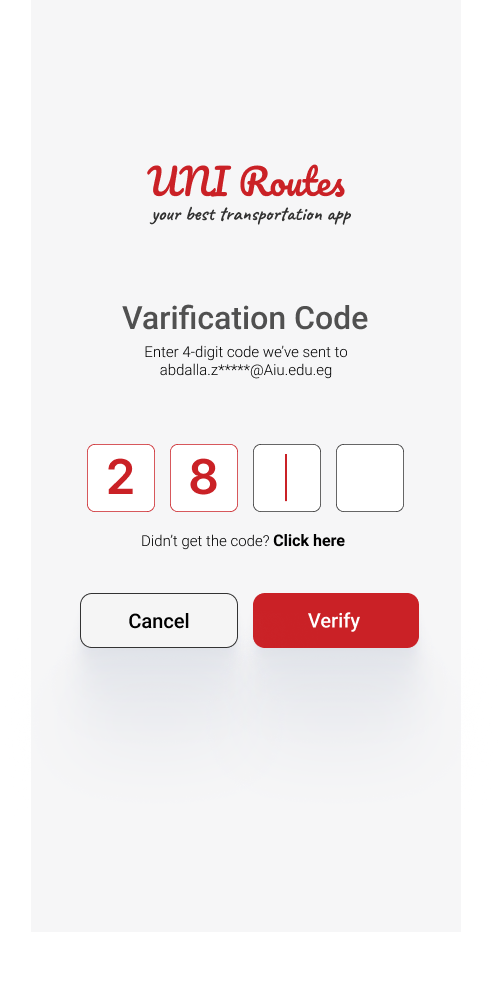 UNI Routes
your best transportation app
Varification Code
Enter 4-digit code we've sent to
abdalla.z*****@Aiu.edu.eg
2 8
Didn't get the code? Click here
Cancel Verify